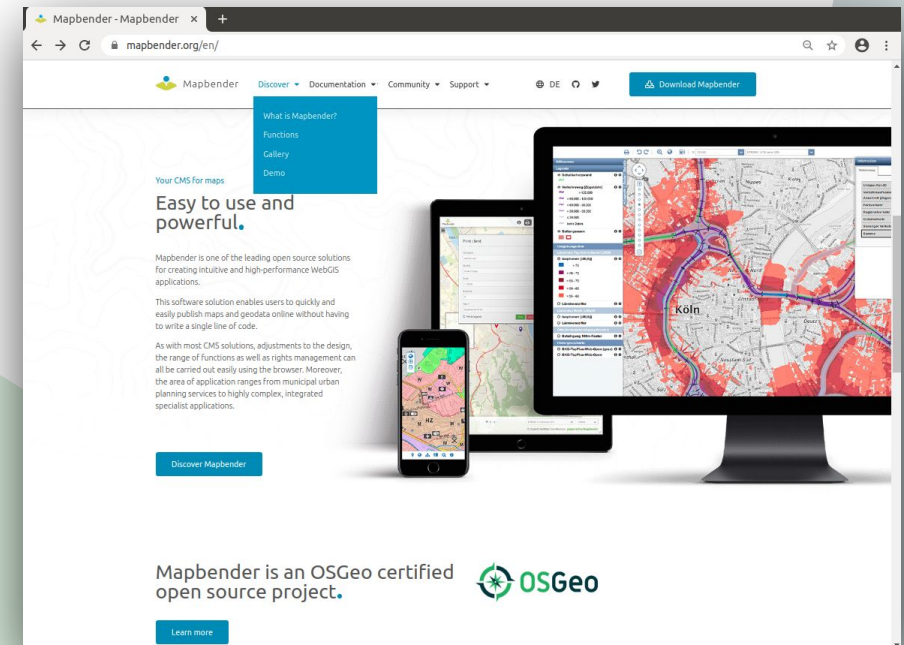 Mapbender - Mapbender
mapbender.org/en/
Mapbender
Discover
Documentation
Community
Support
DE
Download Mapbender
What is Mapbender?
Functions
Gallery
Demo
Your CMS for maps
Easy to use and
powerful.
Mapbender is one of the leading open source solutions
for creating intuitive and high-performance WebGIS
applications.
This software solution enables users to quickly and
easily publish maps and geodata online without having
to write a single line of code.
As with most CMS solutions, adjustments to the design,
the range of functions as well as rights management can
all be carried out easily using the browser. Moreover,
the area of application ranges from municipal urban
planning services to highly complex, integrated
specialist applications.
Discover Mapbender
Köln
Mapbender is an OSGeo certified
open source project.
OSGeo
Learn more